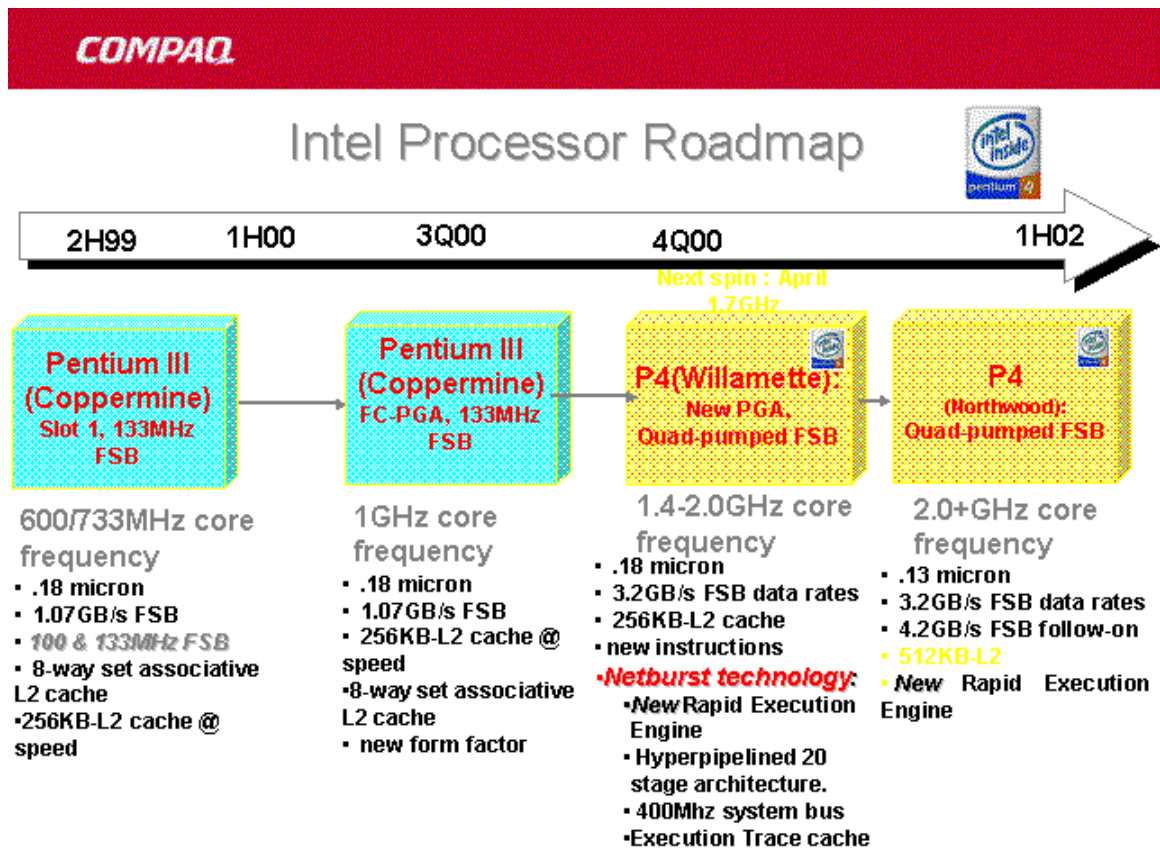 COMPAQ
Intel Processor Roadmap
intel
inside
pentium 4
2H99
1H00
3Q00
4Q00
1H02
Next spin : April
1.7GHz
Pentium III
(Coppermine)
Slot 1, 133MHz
FSB
Pentium III
(Coppermine)
FC-PGA, 133MHz
FSB
P4(Willamette):
New PGA,
Quad-pumped FSB
P4
(Northwood):
Quad-pumped FSB
600/733MHz core
frequency
▪ .18 micron
▪ 1.07GB/s FSB
▪ 100 & 133MHz FSB
▪ 8-way set associative
L2 cache
▪256KB-L2 cache @
speed
1GHz core
frequency
▪ .18 micron
▪ 1.07GB/s FSB
▪ 256KB-L2 cache @
speed
▪8-way set associative
L2 cache
▪ new form factor
1.4-2.0GHz core
frequency
▪ .18 micron
▪ 3.2GB/s FSB data rates
▪ 256KB-L2 cache
▪ new instructions
▪Netburst technology:
▪New Rapid Execution
Engine
▪ Hyperpipelined 20
stage architecture.
▪ 400Mhz system bus
▪Execution Trace cache
2.0+GHz core
frequency
▪ .13 micron
▪ 3.2GB/s FSB data rates
▪ 4.2GB/s FSB follow-on
▪ 512KB-L2
▪ New Rapid Execution
Engine